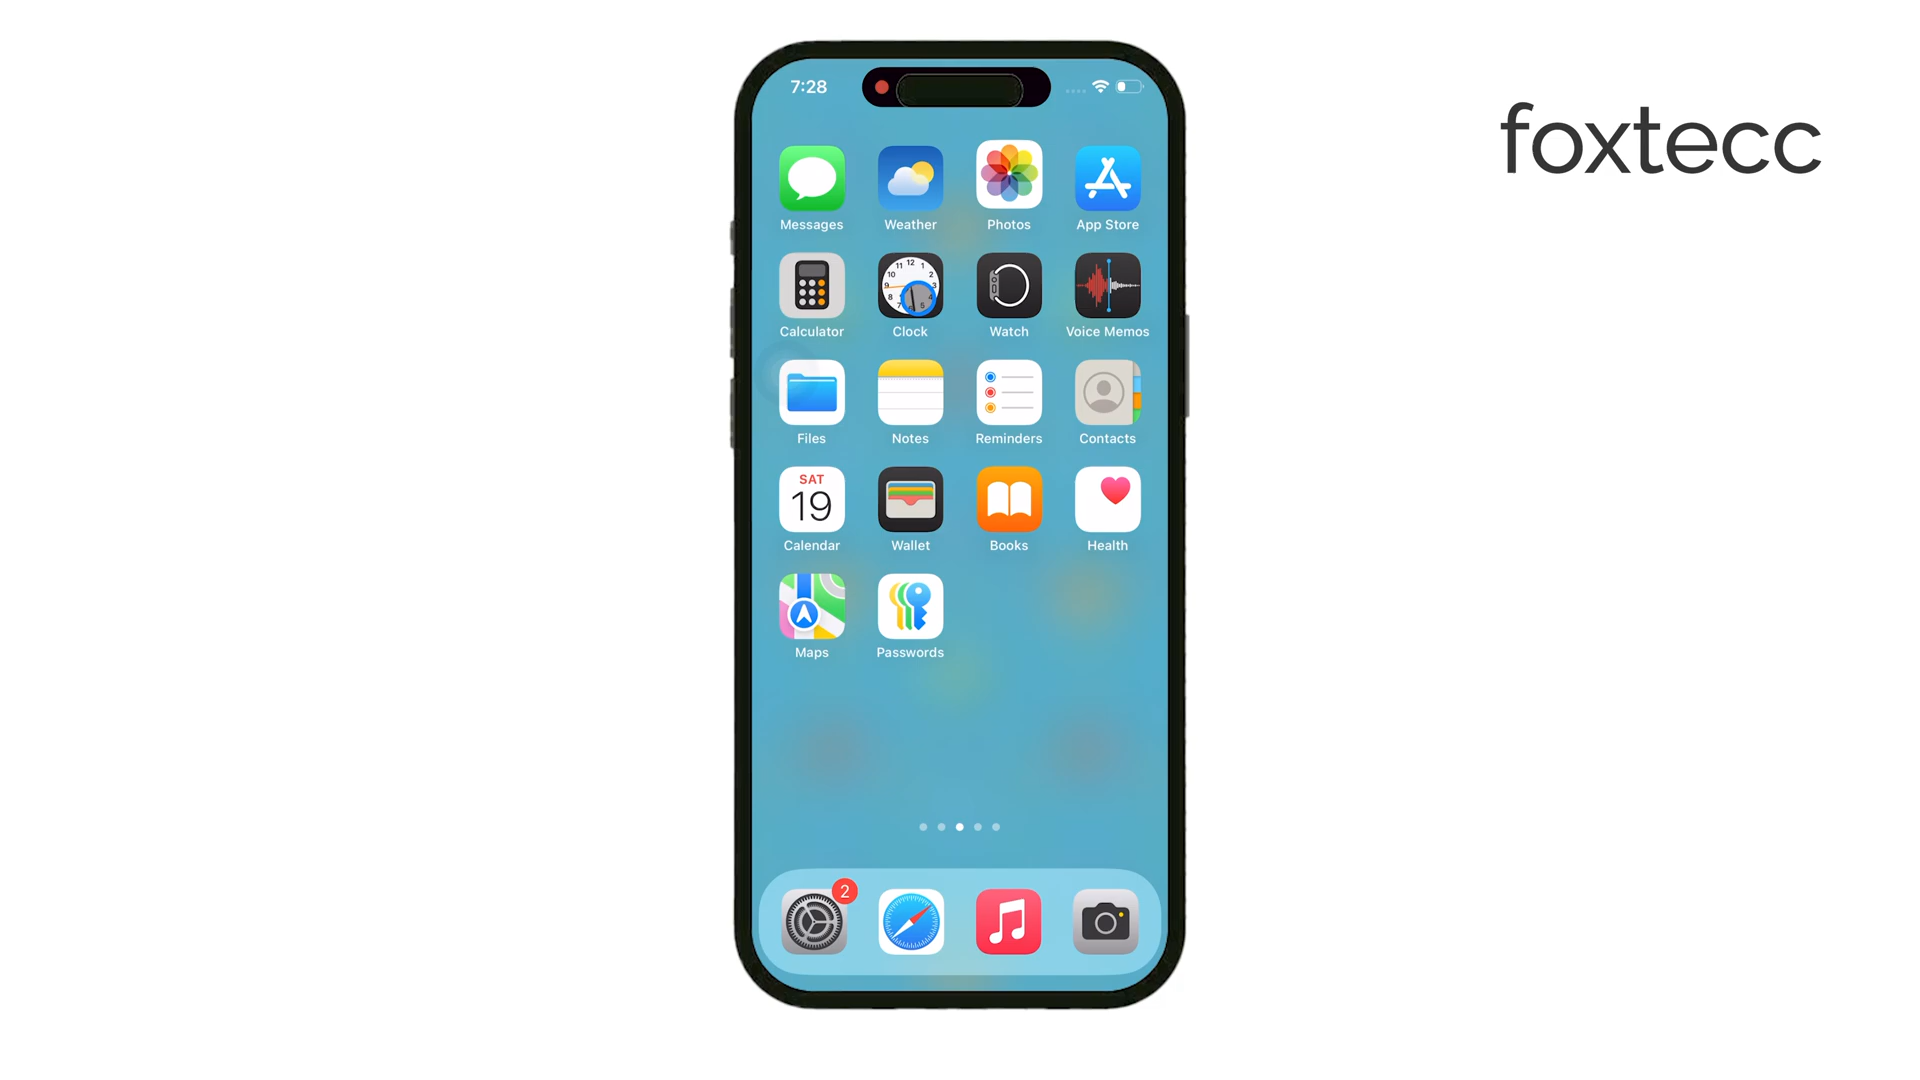 foxtecc
7:28
Messages Weather Photos App Store
Calculator Clock Watch Voice Memos
Files Notes Reminders Contacts
SAT
19
Calendar Wallet Books Health
Maps Passwords
2